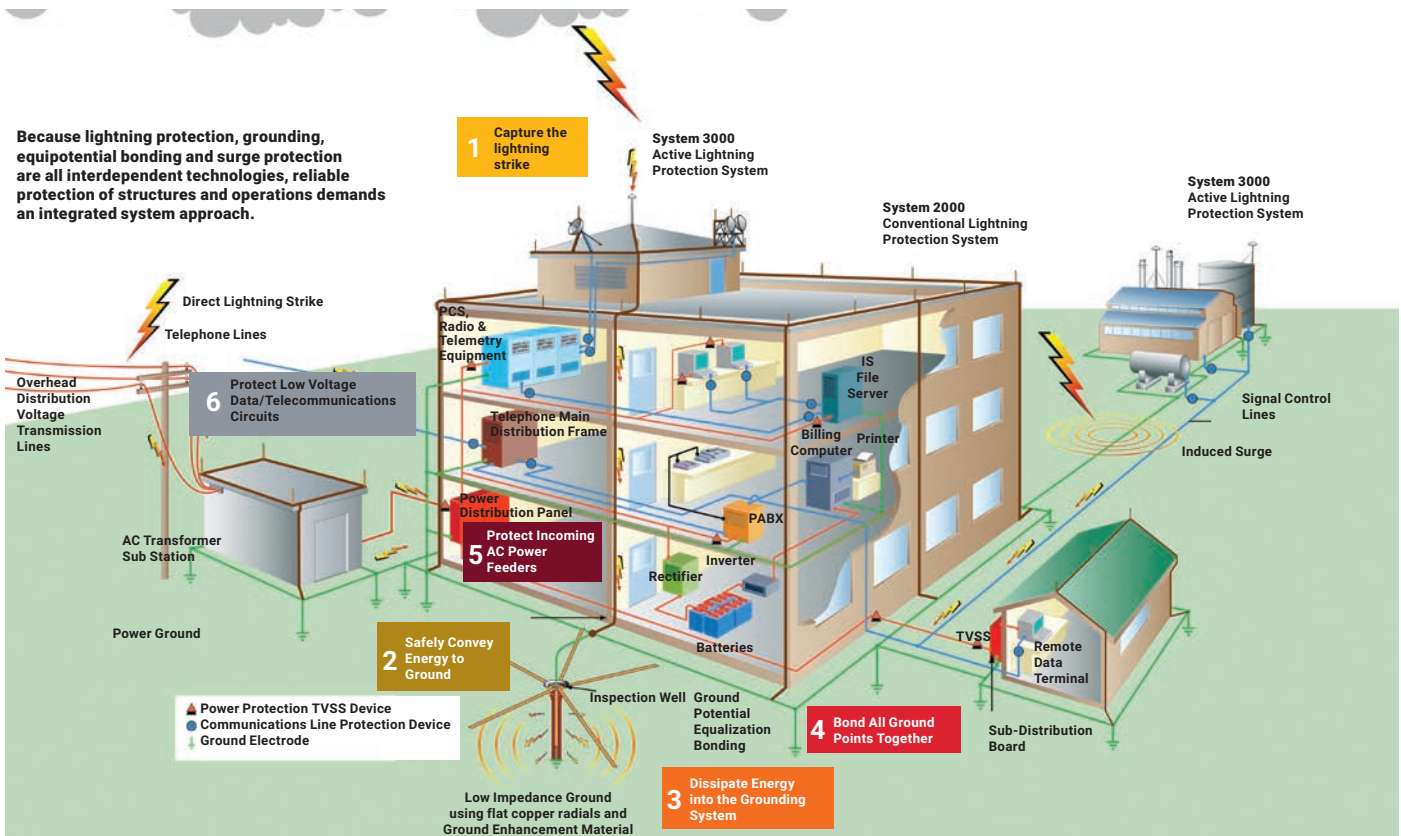 Because lightning protection, grounding,
equipotential bonding and surge protection
are all interdependent technologies, reliable
protection of structures and operations demands
an integrated system approach.
1
Capture the
lightning
strike
System 3000
Active Lightning
Protection System
System 2000
Conventional Lightning
Protection System
System 3000
Active Lightning
Protection System
Direct Lightning Strike
Telephone Lines
Overhead
Distribution
Voltage
Transmission
Lines
6
Protect Low Voltage
Data/Telecommunications
Circuits
PCS,
Radio &
Telemetry
Equipment
Telephone Main
Distribution Frame
IS
File
Server
Billing
Computer
Printer
Signal Control
Lines
Induced Surge
Power
Distribution Panel
PABX
5
Protect Incoming
AC Power
Feeders
Inverter
Rectifier
Batteries
AC Transformer
Sub Station
Power Ground
2
Safely Convey
Energy to
Ground
TVSS
Remote
Data
Terminal
Inspection Well
Ground
Potential
Equalization
Bonding
4
Bond All Ground
Points Together
Sub-Distribution
Board
Power Protection TVSS Device
Communications Line Protection Device
Ground Electrode
3
Dissipate Energy
into the Grounding
System
Low Impedance Ground
using flat copper radials and
Ground Enhancement Material